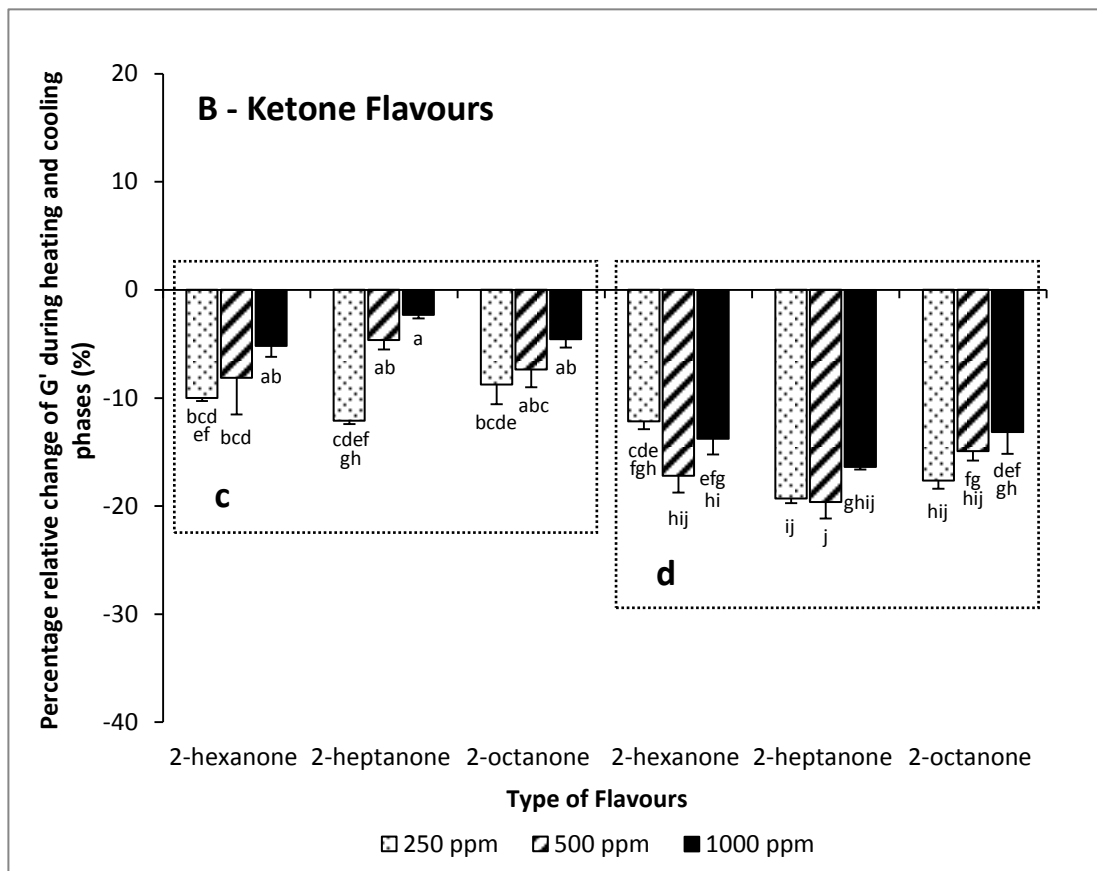 Percentage relative change of G' during heating and cooling
phases (%)
B - Ketone Flavours
20
10
0
-10
-20
-30
-40
bcd
ef
bcd
ab
cdef
gh
ab
a
bcde
abc
ab
c
cde
fgh
hij
efg
hi
ij
j
ghij
hij
fg
hij
def
gh
d
2-hexanone 2-heptanone 2-octanone 2-hexanone 2-heptanone 2-octanone
Type of Flavours
250 ppm 500 ppm 1000 ppm